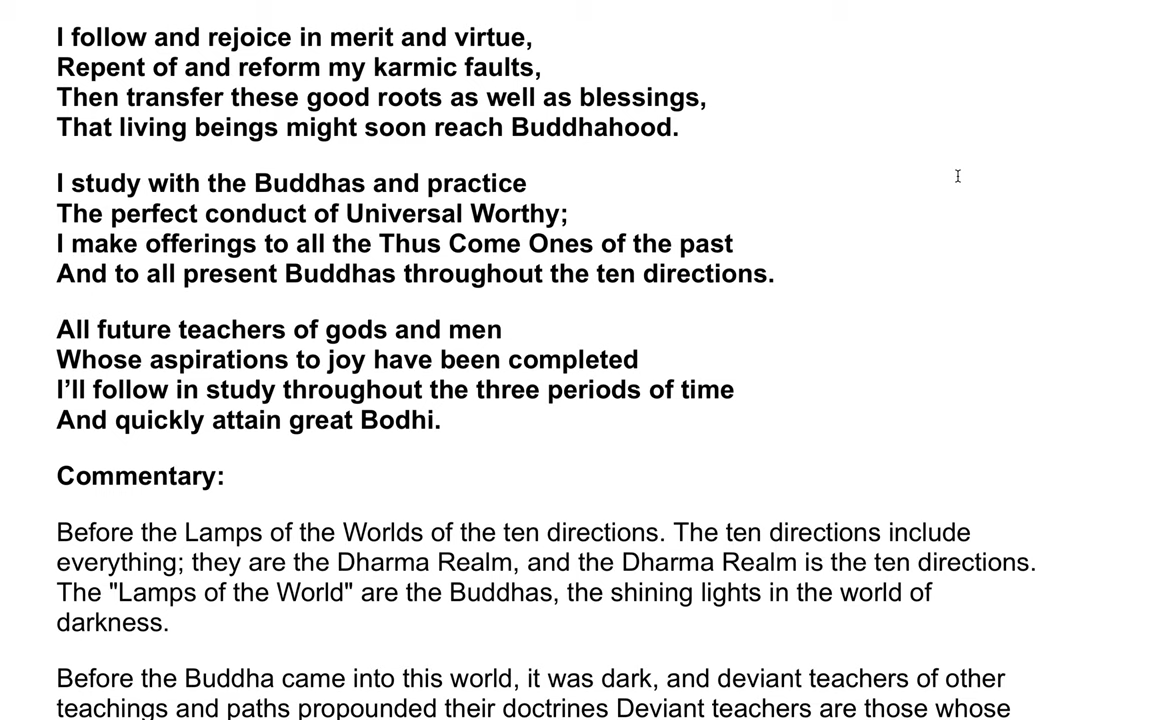 I follow and rejoice in merit and virtue,
Repent of and reform my karmic faults,
Then transfer these good roots as well as blessings,
That living beings might soon reach Buddhahood.
I study with the Buddhas and practice
The perfect conduct of Universal Worthy;
I make offerings to all the Thus Come Ones of the past
And to all present Buddhas throughout the ten directions.
All future teachers of gods and men
Whose aspirations to joy have been completed
I’ll follow in study throughout the three periods of time
And quickly attain great Bodhi.
Commentary:
Before the Lamps of the Worlds of the ten directions. The ten directions include
everything; they are the Dharma Realm, and the Dharma Realm is the ten directions.
The "Lamps of the World" are the Buddhas, the shining lights in the world of
darkness.
Before the Buddha came into this world, it was dark, and deviant teachers of other
teachings and paths propounded their doctrines Deviant teachers are those whose